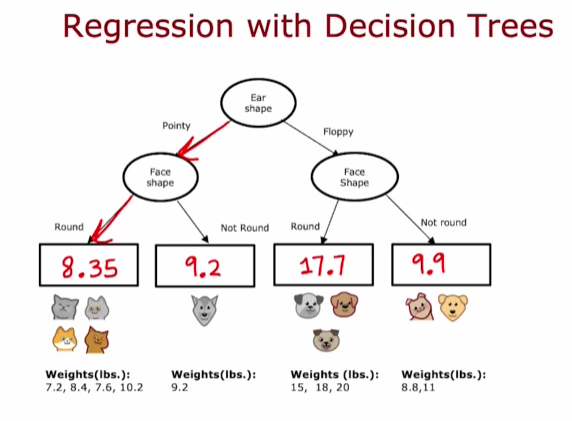 Regression with Decision Trees
Ear
shape
Pointy
Floppy
Face
shape
Face
Shape
Round
Not Round
Round
Not round
8.35
9.2
17.7
9.9
Weights(lbs.):
7.2, 8.4, 7.6, 10.2
Weights(lbs.):
9.2
Weights (lbs.):
15, 18, 20
Weights(lbs.):
8.8,11